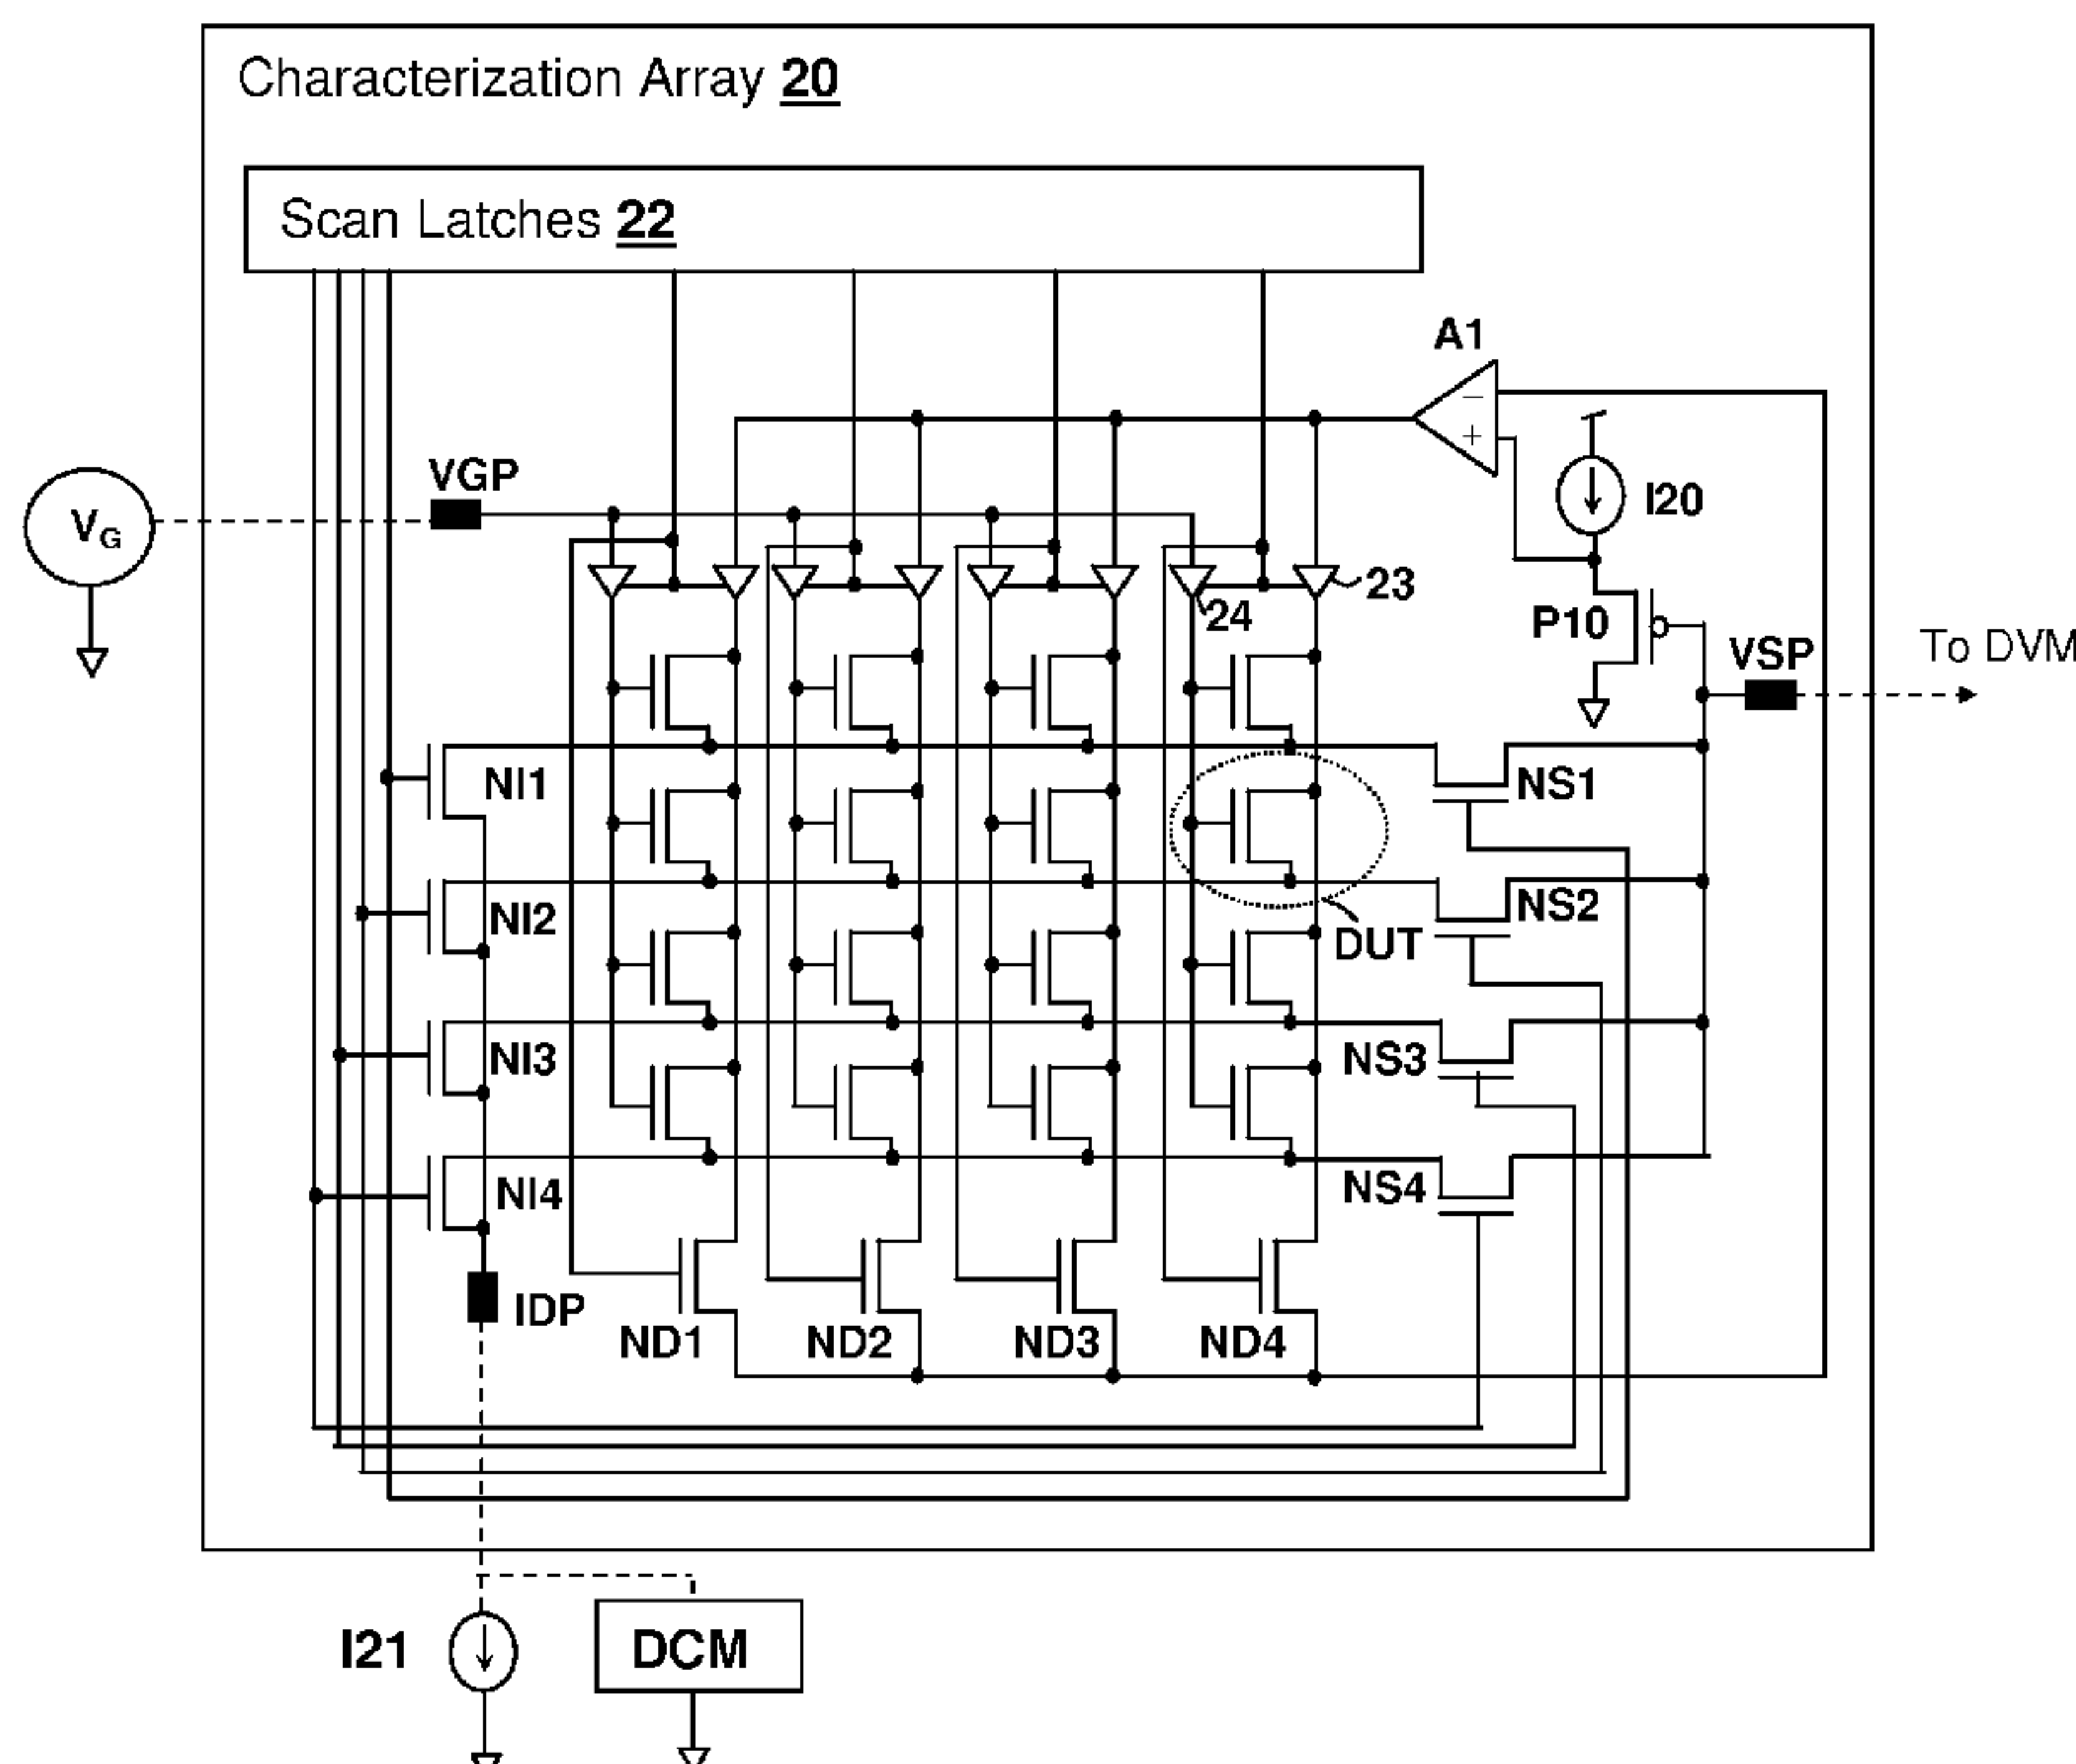 Characterization Array 20
Scan Latches 22
A1
−
+
VGP
VG
I20
23
24
P10
VSP
To DVM
NI1
NS1
NI2
NS2
DUT
NI3
NS3
NI4
NS4
IDP
ND1
ND2
ND3
ND4
I21
DCM